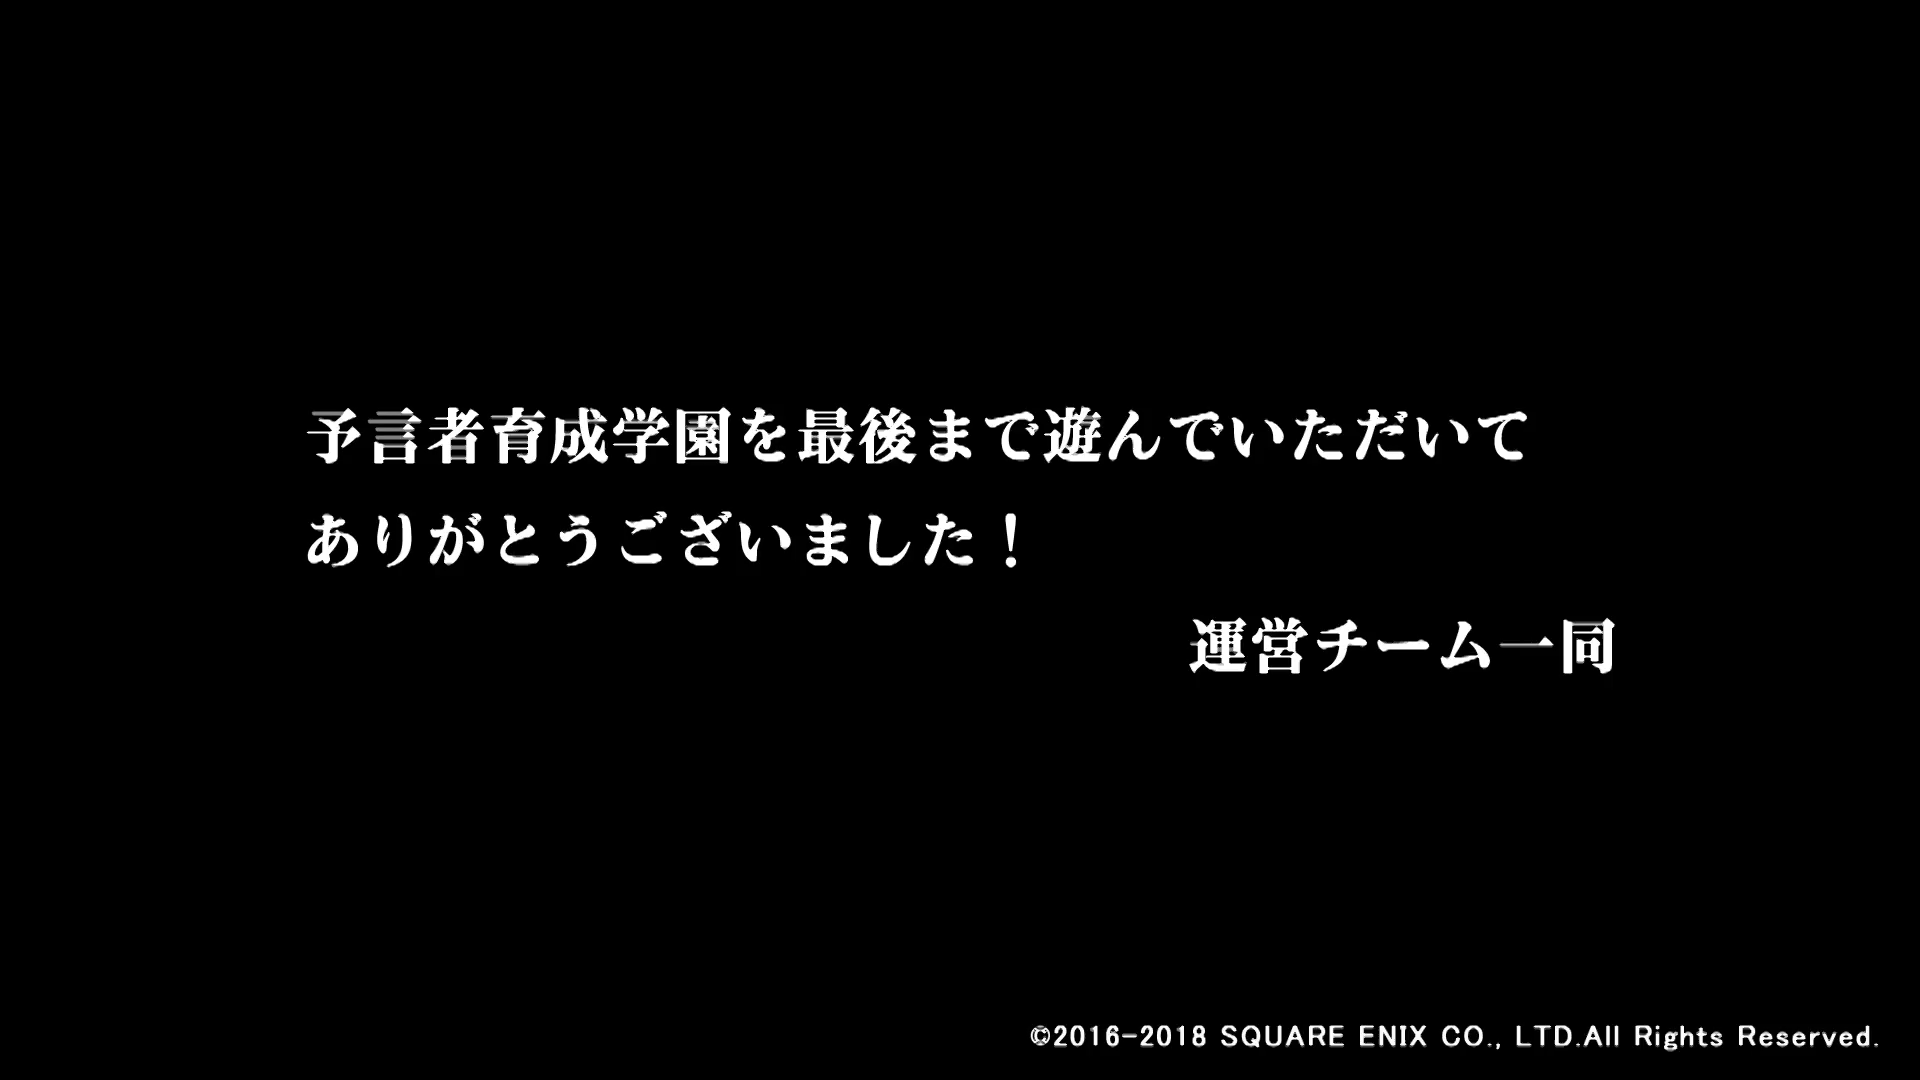 予言者育成学園を最後まで遊んでいただいて
ありがとうございました！
運営チーム一同
©2016-2018 SQUARE ENIX CO., LTD.All Rights Reserved.